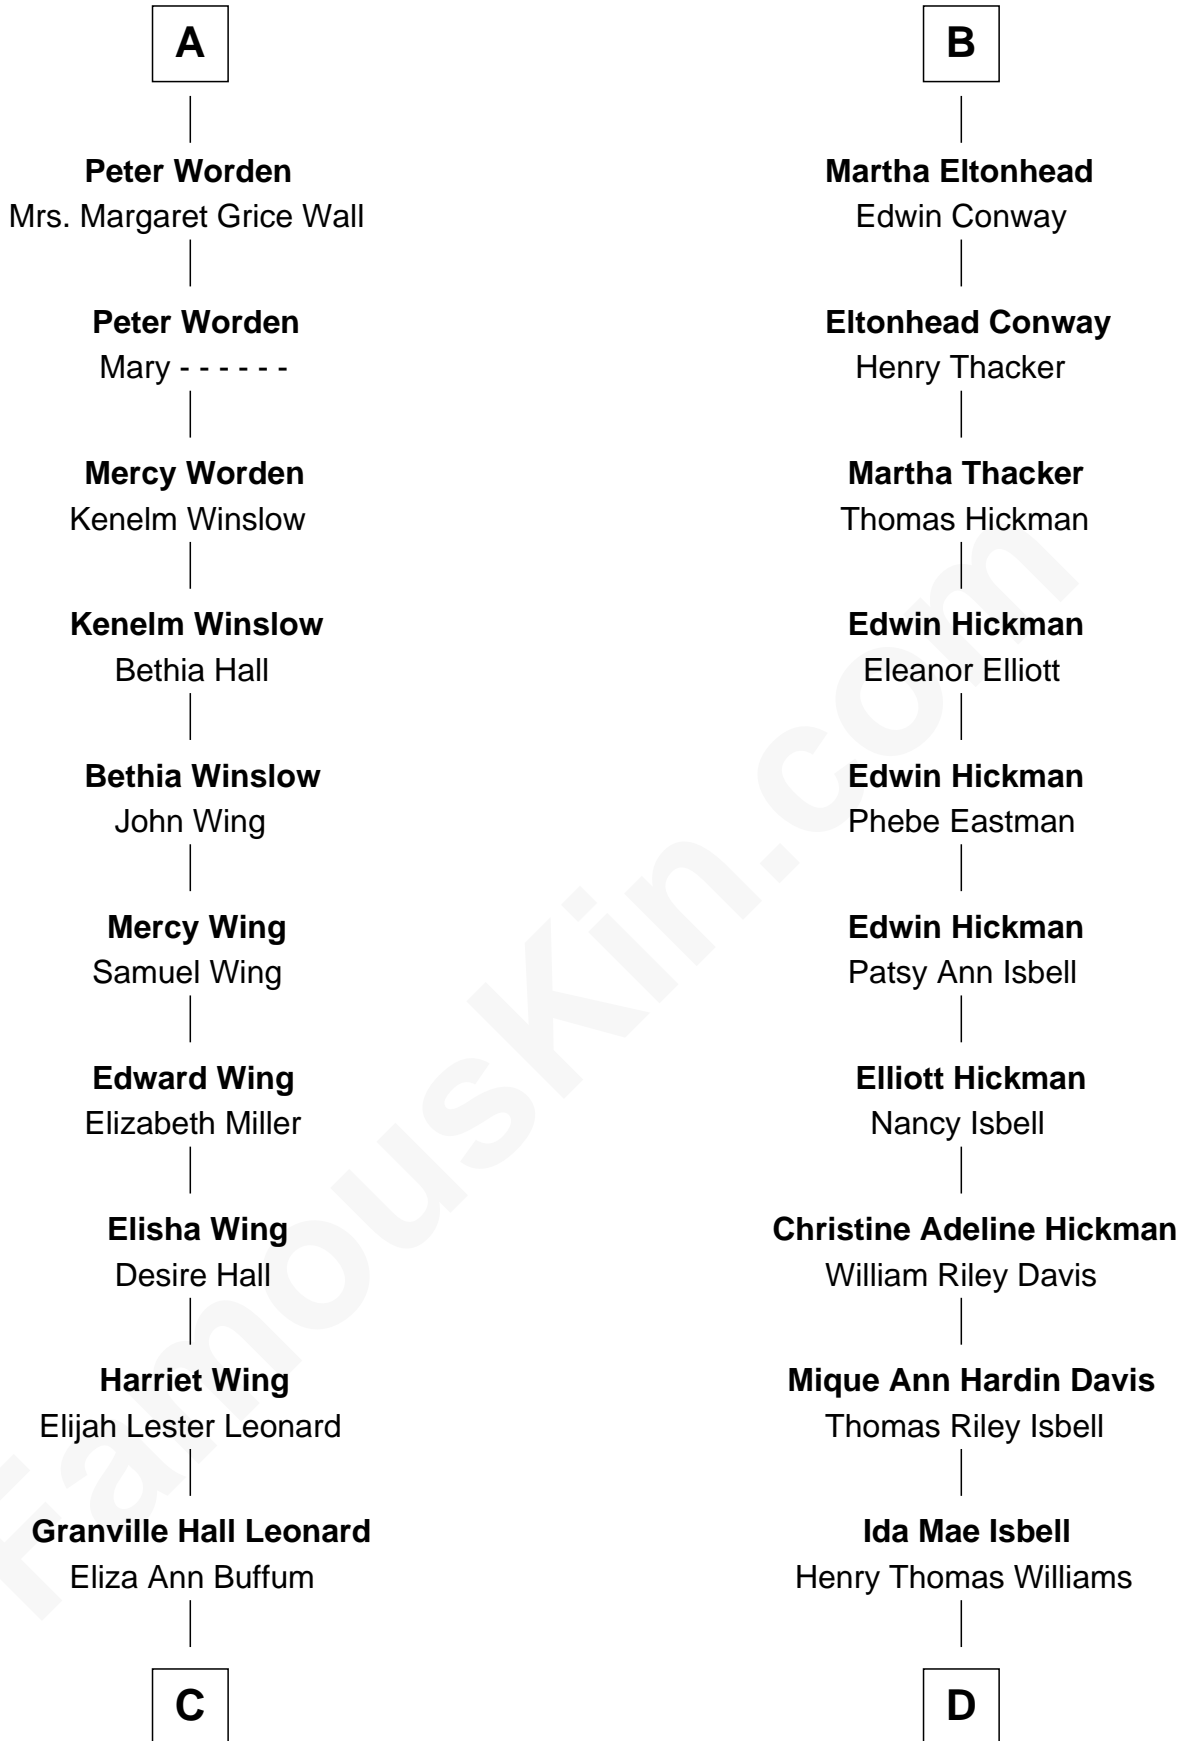 A
Peter Worden
Mrs. Margaret Grice Wall
Peter Worden
Mary - - - - - -
Mercy Worden
Kenelm Winslow
Kenelm Winslow
Bethia Hall
Bethia Winslow
John Wing
Mercy Wing
Samuel Wing
Edward Wing
Elizabeth Miller
Elisha Wing
Desire Hall
Harriet Wing
Elijah Lester Leonard
Granville Hall Leonard
Eliza Ann Buffum
C
B
Martha Eltonhead
Edwin Conway
Eltonhead Conway
Henry Thacker
Martha Thacker
Thomas Hickman
Edwin Hickman
Eleanor Elliott
Edwin Hickman
Phebe Eastman
Edwin Hickman
Patsy Ann Isbell
Elliott Hickman
Nancy Isbell
Christine Adeline Hickman
William Riley Davis
Mique Ann Hardin Davis
Thomas Riley Isbell
Ida Mae Isbell
Henry Thomas Williams
D
FamousKin.com